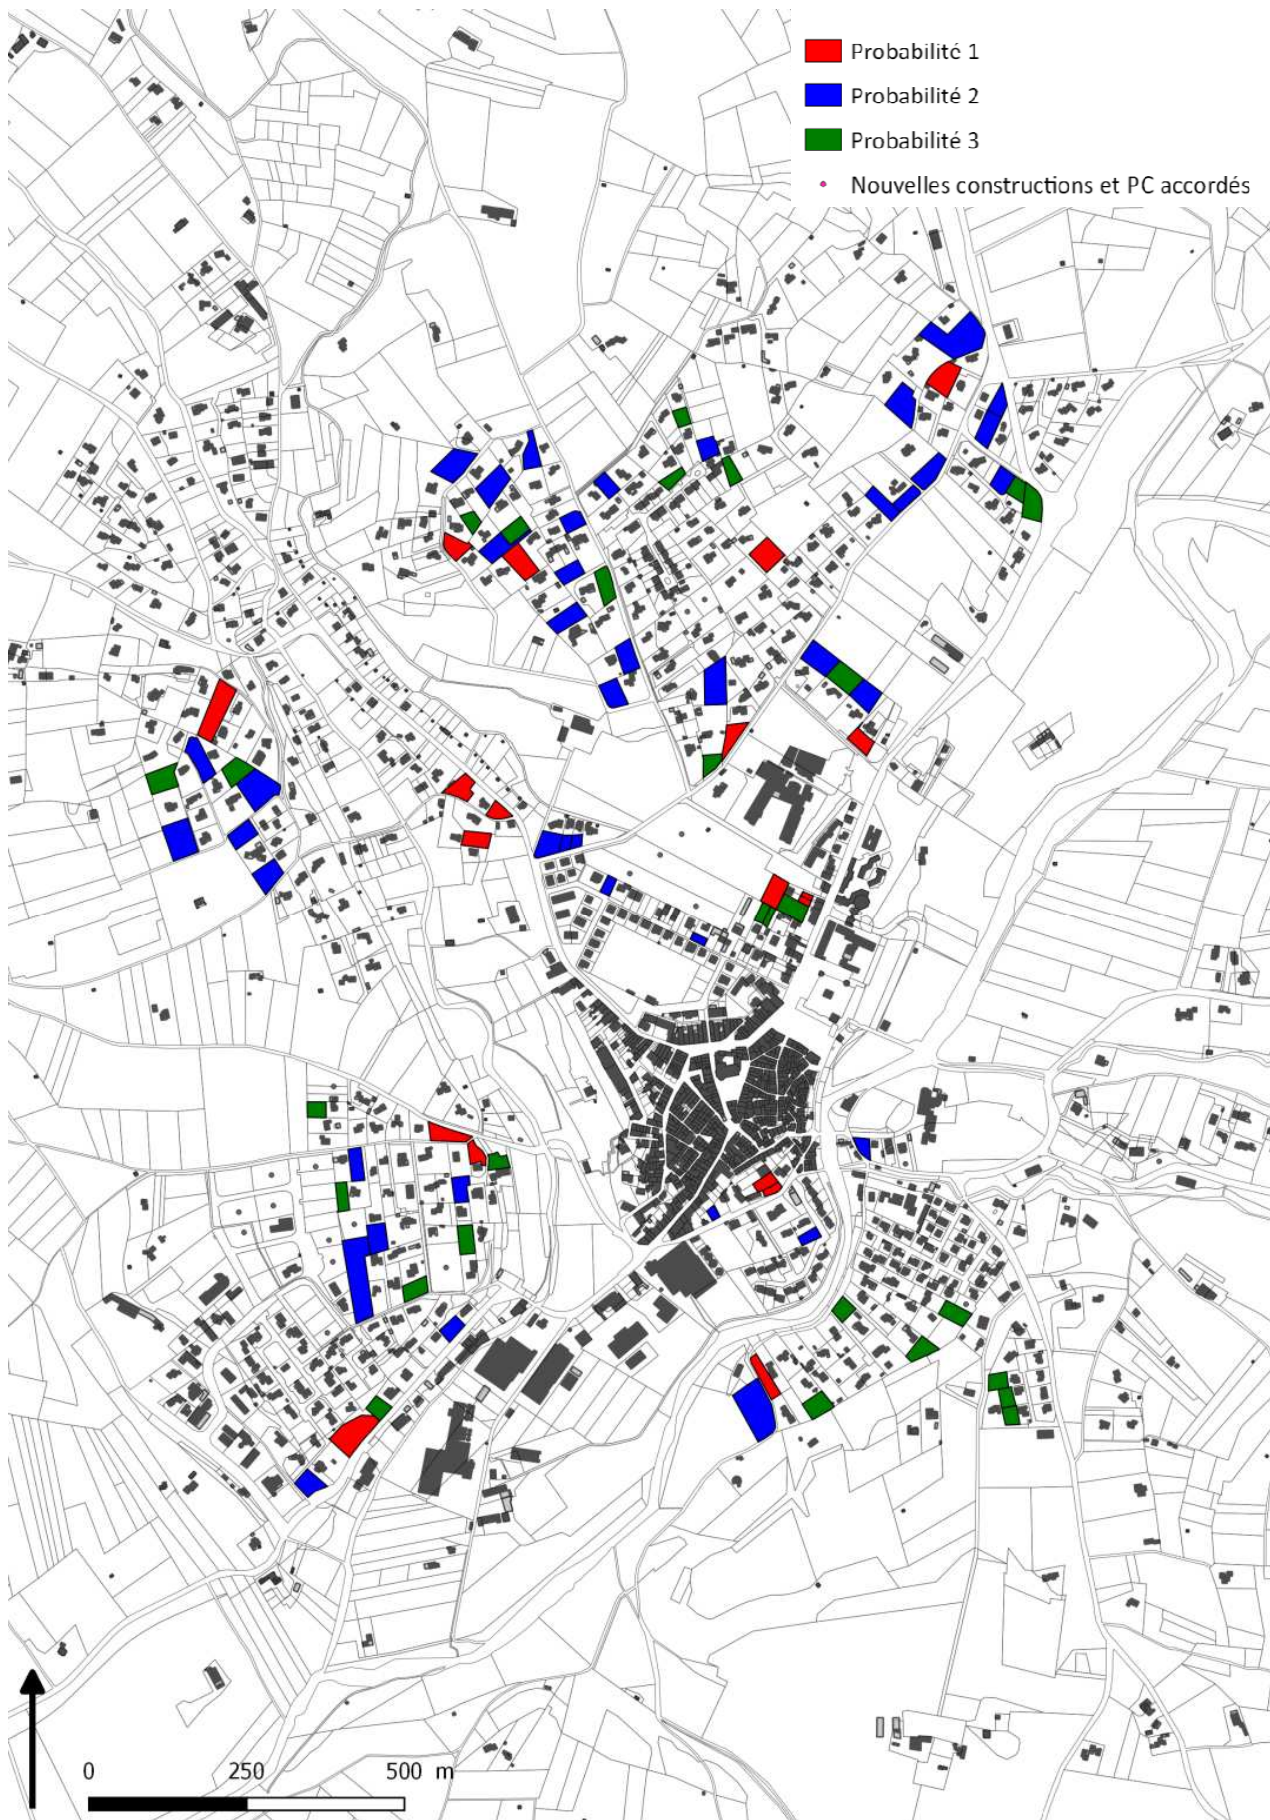 Probabilité 1
Probabilité 2
Probabilité 3
Nouvelles constructions et PC accordés
0 250 500 m